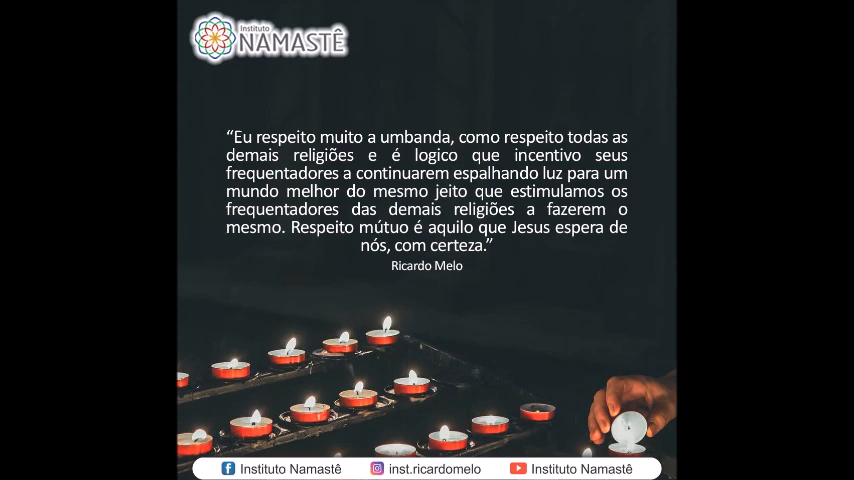 Instituto
NAMASTÊ
“Eu respeito muito a umbanda, como respeito todas as
demais religiões e é logico que incentivo seus
frequentadores a continuarem espalhando luz para um
mundo melhor do mesmo jeito que estimulamos os
frequentadores das demais religiões a fazerem o
mesmo. Respeito mútuo é aquilo que Jesus espera de
nós, com certeza.”
Ricardo Melo
Instituto Namastê inst.ricardomelo Instituto Namastê